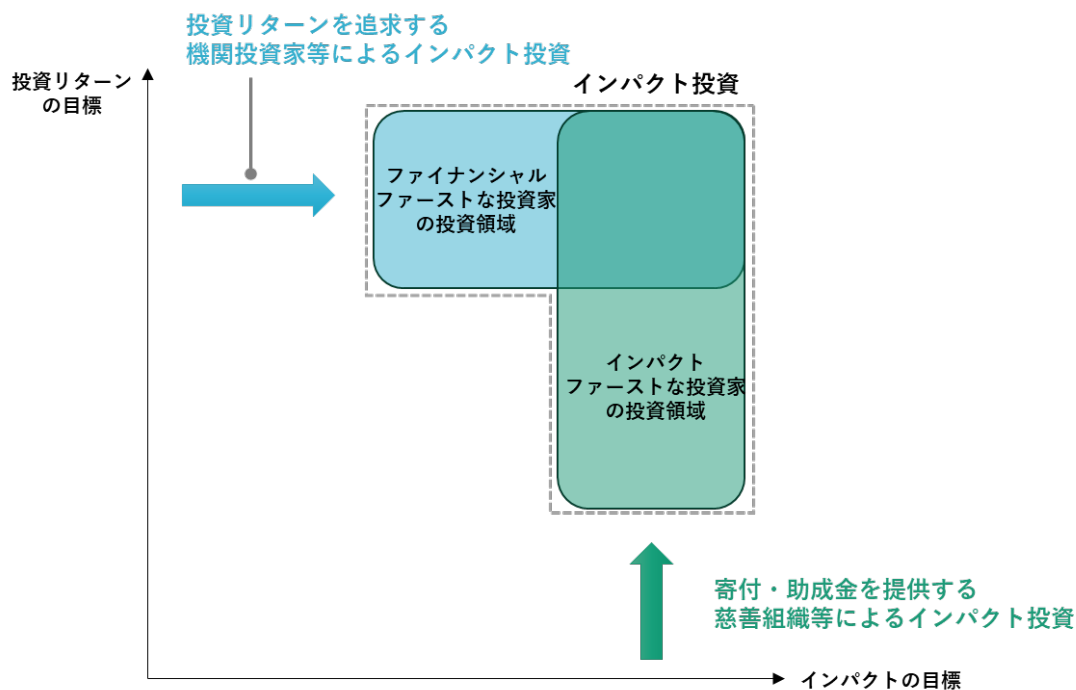 投資リターンを追求する
機関投資家等によるインパクト投資
投資リターン
の目標
インパクト投資
ファイナンシャル
ファーストな投資家
の投資領域
インパクト
ファーストな投資家
の投資領域
寄付・助成金を提供する
慈善組織等によるインパクト投資
インパクトの目標